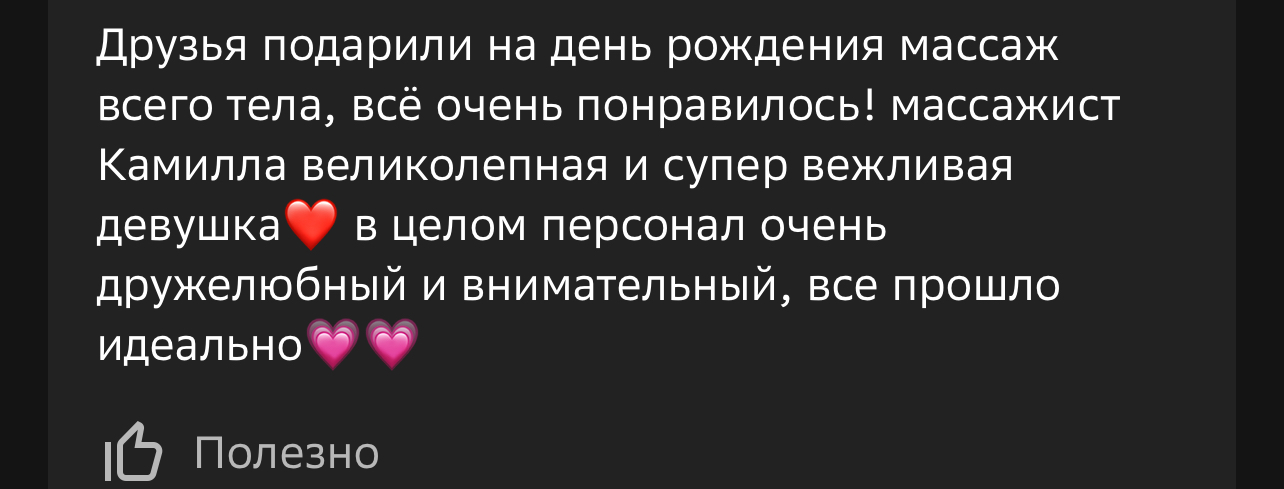 Друзья подарили на день рождения массаж
всего тела, всё очень понравилось! массажист
Камилла великолепная и супер вежливая
девушка❤️ в целом персонал очень
дружелюбный и внимательный, все прошло
идеально💗💗
Полезно